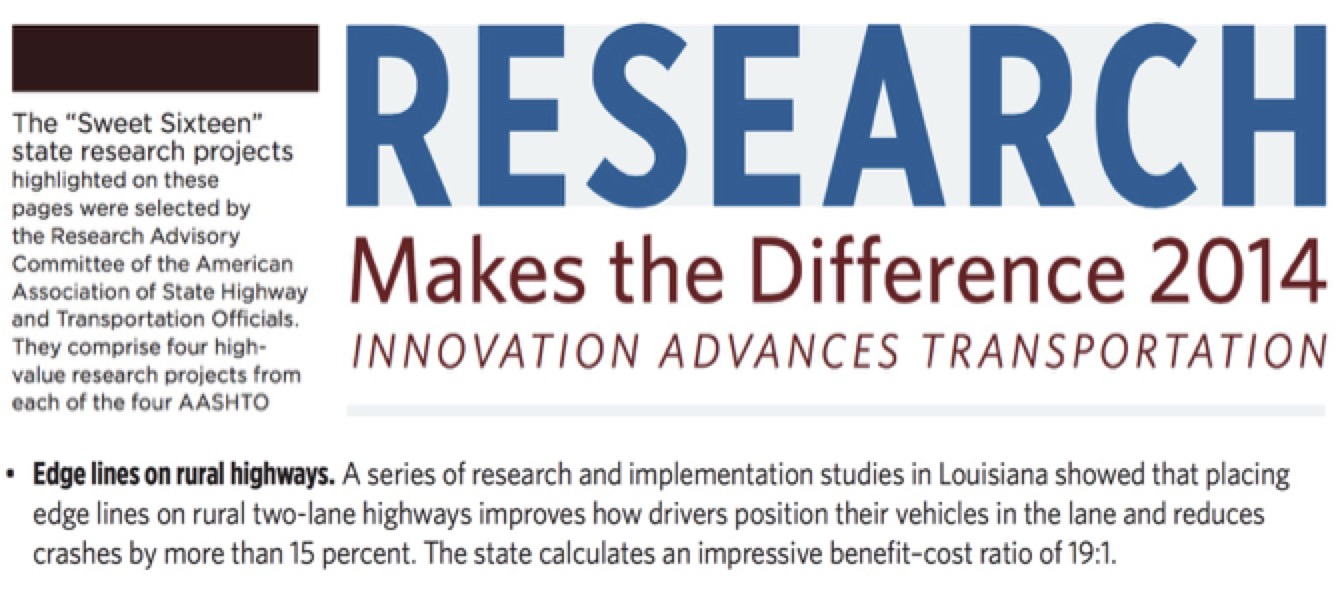 The “Sweet Sixteen”
state research projects
highlighted on these
pages were selected by
the Research Advisory
Committee of the American
Association of State Highway
and Transportation Officials.
They comprise four high-
value research projects from
each of the four AASHTO
RESEARCH
Makes the Difference 2014
INNOVATION ADVANCES TRANSPORTATION
• Edge lines on rural highways. A series of research and implementation studies in Louisiana showed that placing
edge lines on rural two-lane highways improves how drivers position their vehicles in the lane and reduces
crashes by more than 15 percent. The state calculates an impressive benefit–cost ratio of 19:1.